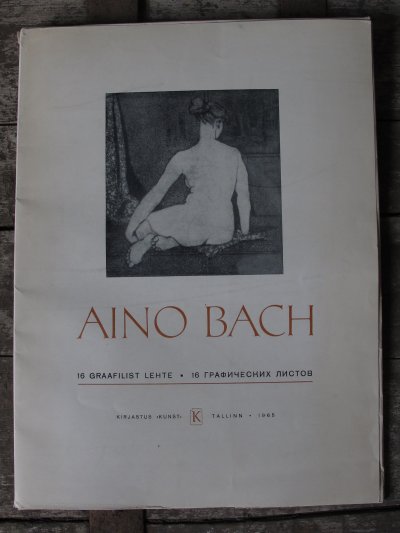 AINO BACH
16 GRAAFILIST LEHTE • 16 ГРАФИЧЕСКИХ ЛИСТОВ
KIRJASTUS «KUNST» K TALLINN • 1965